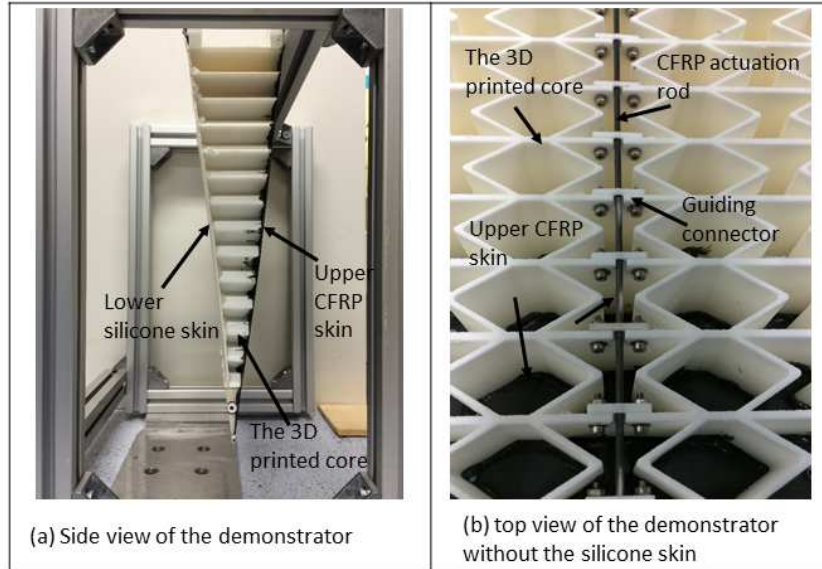 Lower
silicone skin
Upper
CFRP
skin
The 3D
printed core
(a) Side view of the demonstrator
The 3D
printed core
CFRP actuation
rod
Guiding
connector
Upper CFRP
skin
(b) top view of the demonstrator
without the silicone skin